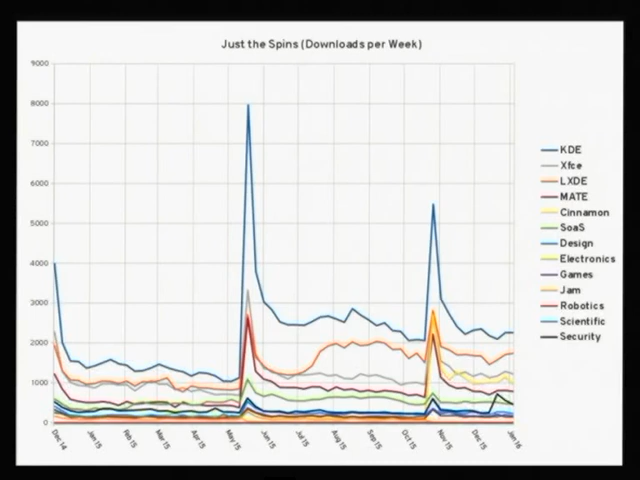 Just the Spins (Downloads per Week)
9000
8000
7000
6000
5000
4000
3000
2000
1000
0
Dec 14
Jan 15
Feb 15
Mar 15
Apr 15
May 15
Jun 15
Jul 15
Aug 15
Sep 15
Oct 15
Nov 15
Dec 15
Jan 16
KDE
Xfce
LXDE
MATE
Cinnamon
SoaS
Design
Electronics
Games
Jam
Robotics
Scientific
Security